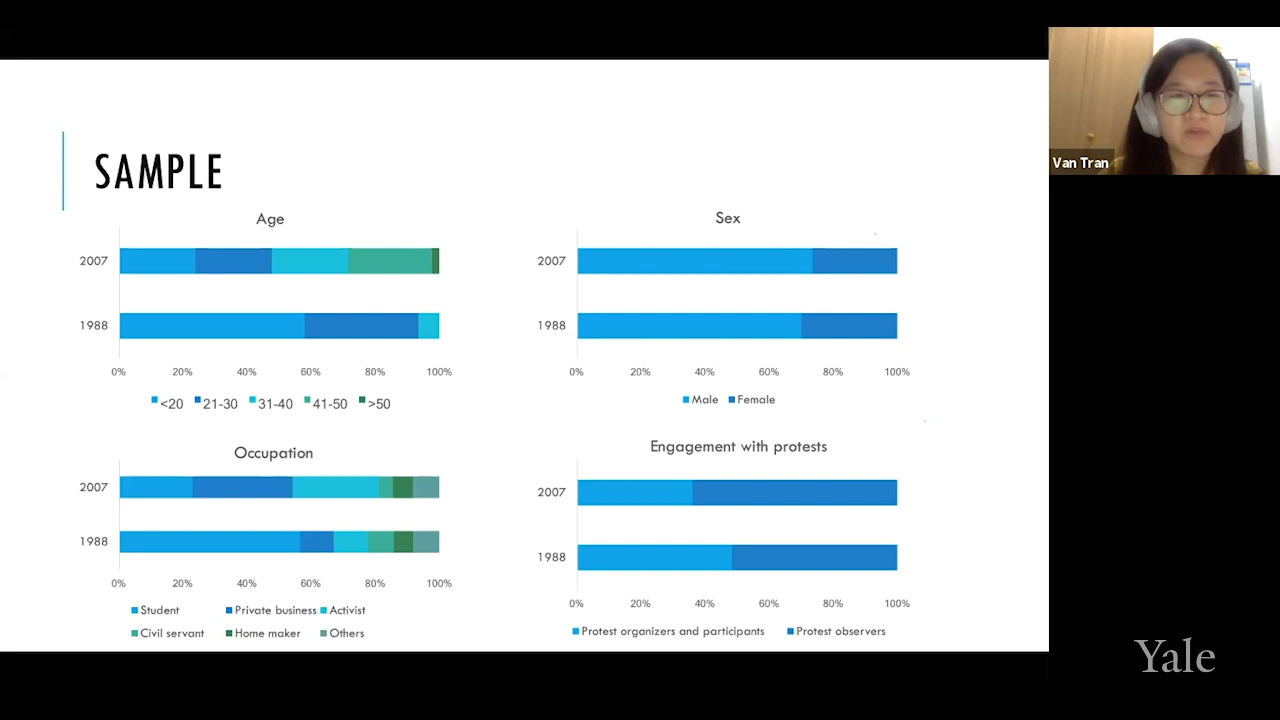 SAMPLE
Age
2007
1988
0% 20% 40% 60% 80% 100%
<20 21-30 31-40 41-50 >50
Sex
2007
1988
0% 20% 40% 60% 80% 100%
Male Female
Occupation
2007
1988
0% 20% 40% 60% 80% 100%
Student Private business Activist
Civil servant Home maker Others
Engagement with protests
2007
1988
0% 20% 40% 60% 80% 100%
Protest organizers and participants Protest observers
Van Tran
Yale